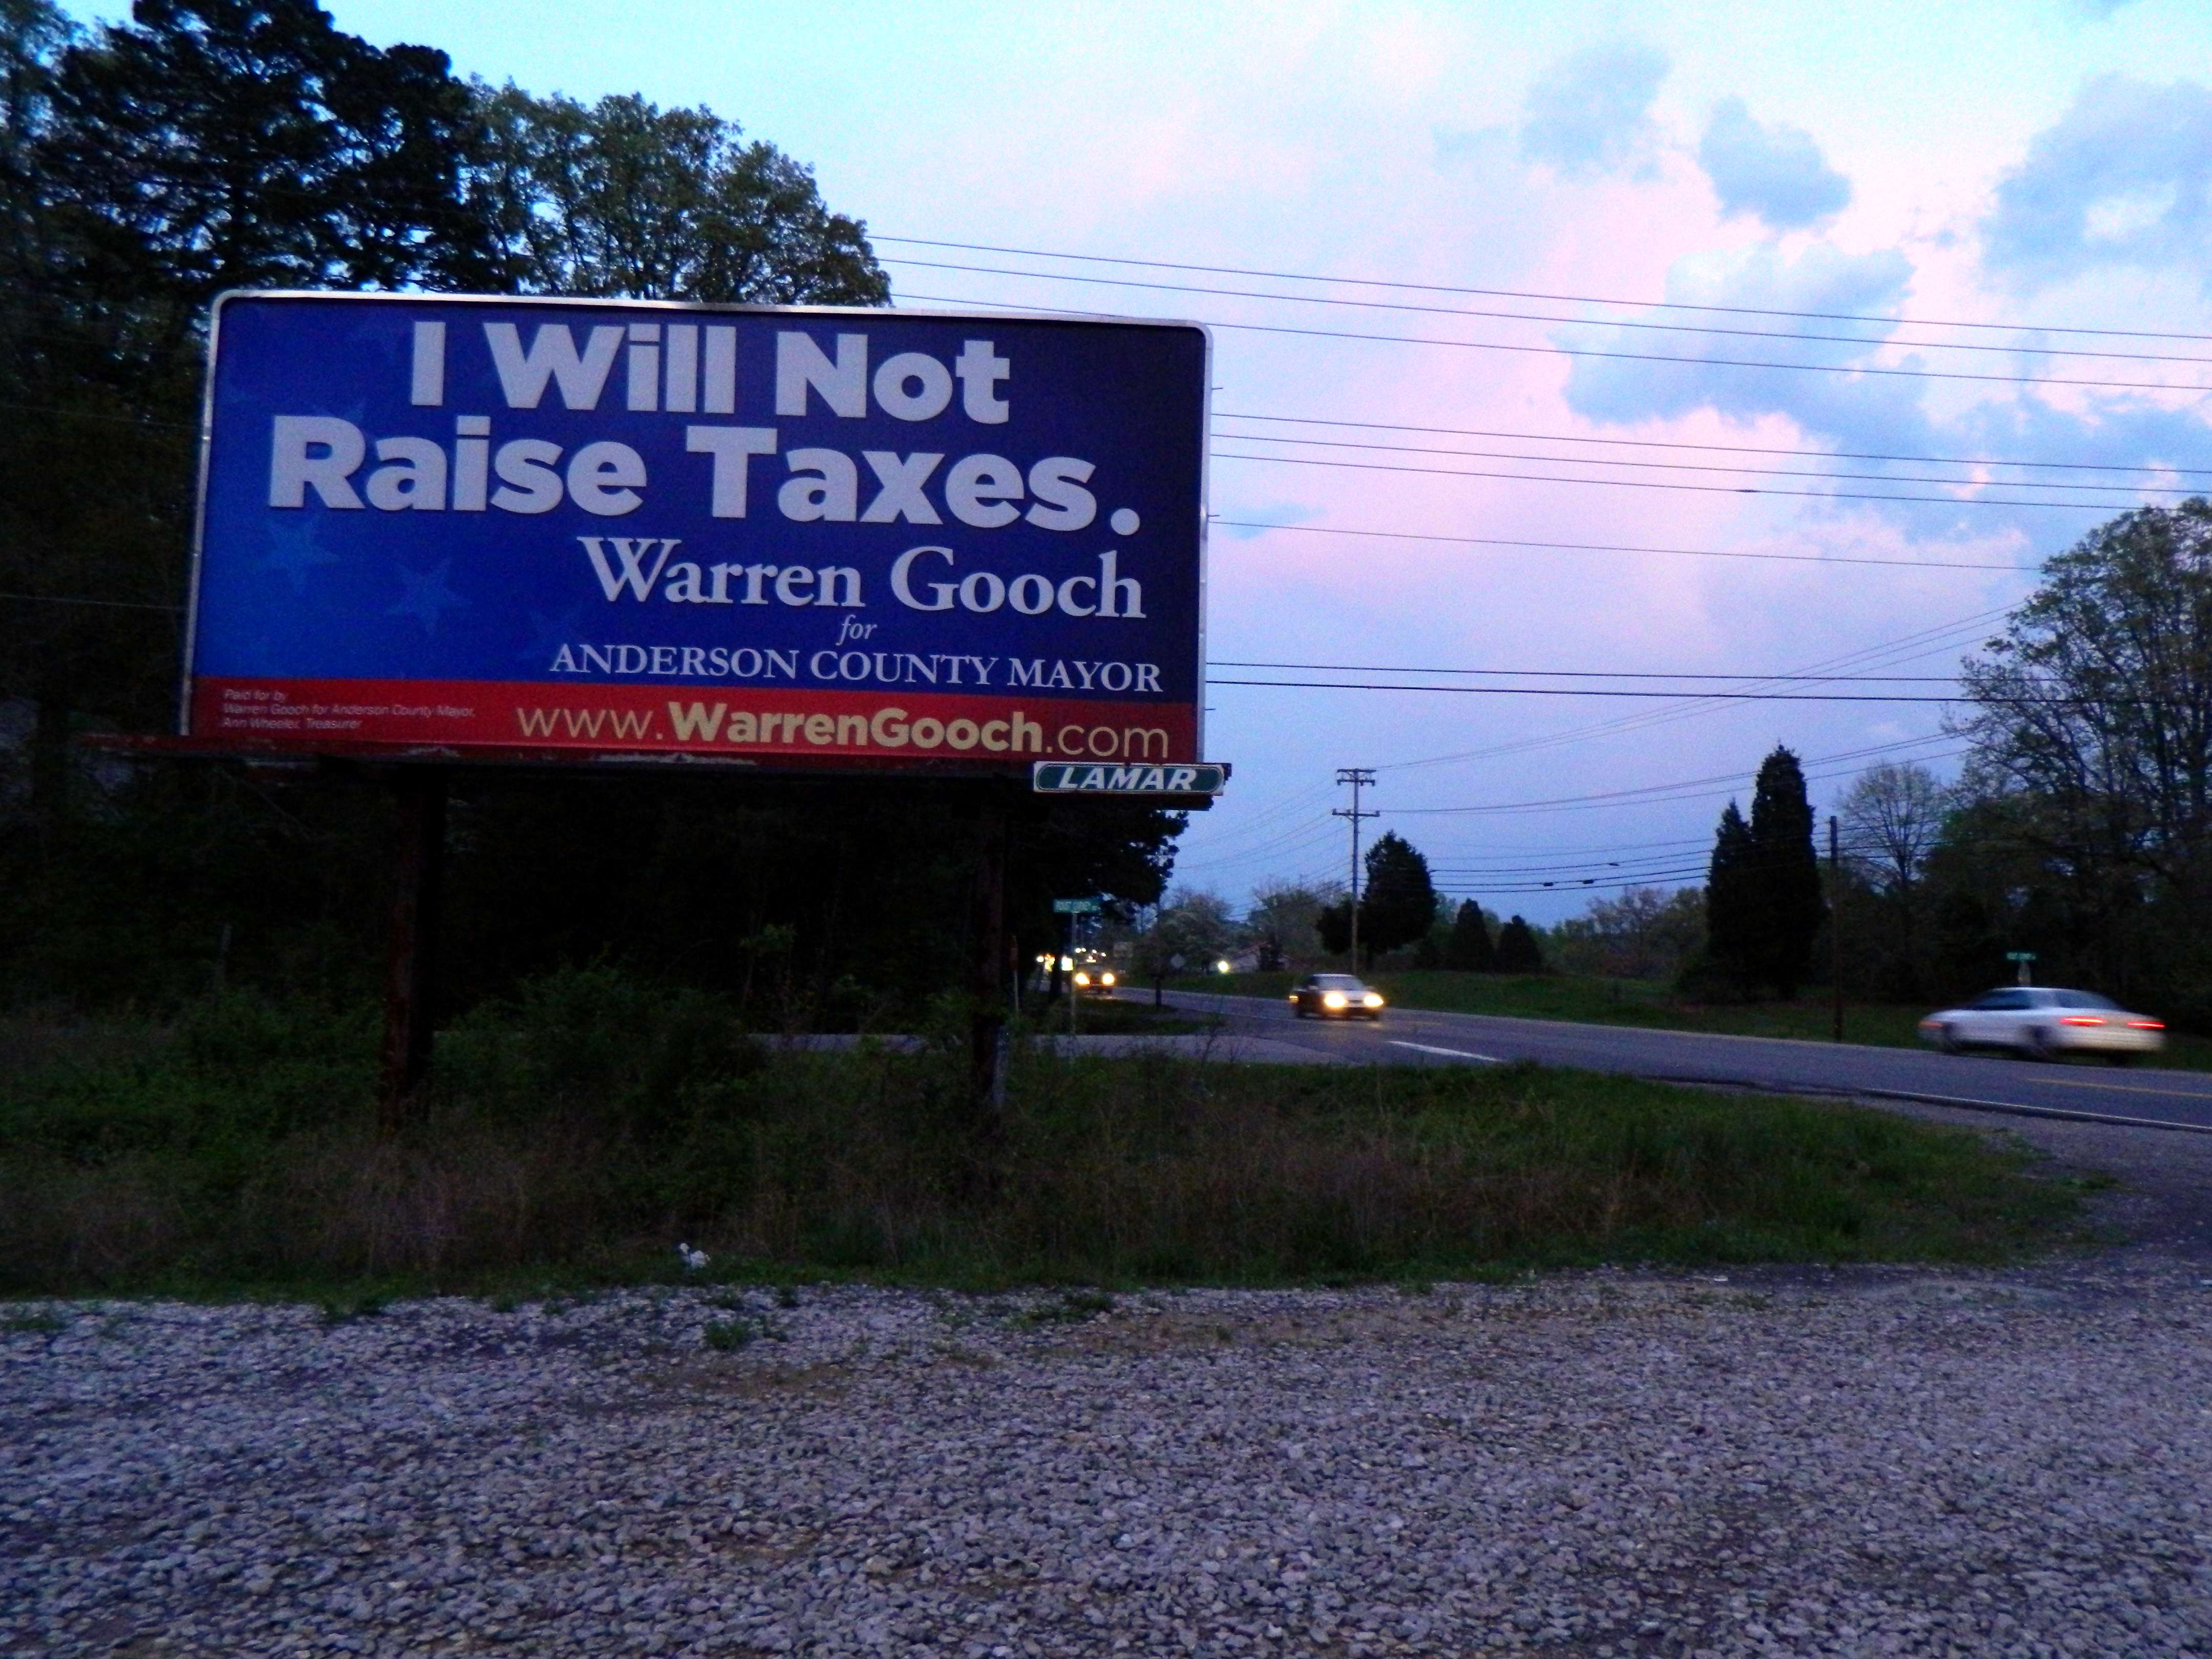 I Will Not
Raise Taxes.
Warren Gooch
for
ANDERSON COUNTY MAYOR
Paid for by
Warren Gooch for Anderson County Mayor,
Ann Wheeler, Treasurer
www.WarrenGooch.com
LAMAR